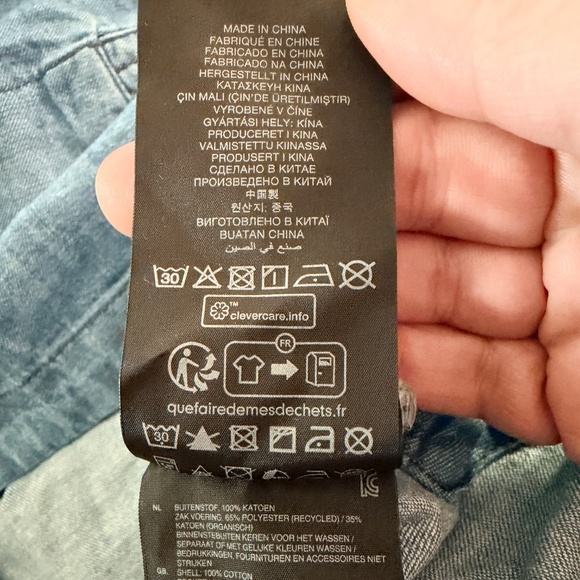 MADE IN CHINA
FABRIQUÉ EN CHINE
FABRICADO EN CHINA
FABRICADO NA CHINA
HERGESTELLT IN CHINA
ΚΑΤΑΣΚΕΥΗ ΚΙΝΑ
ÇIN MALI (ÇIN'DE ÜRETILMIŞTIR)
VYROBENÉ V ČÍNE
GYÁRTÁSI HELY: KÍNA
PRODUCERET I KINA
VALMISTETTU KIINASSA
PRODUSERT I KINA
СДЕЛАНО В КИТАЕ
ПРОИЗВЕДЕНО В КИТАЙ
中国製
원산지: 중국
ВИГОТОВЛЕНО В КИТАЇ
BUATAN CHINA
صنع في الصين
30
™
clevercare.info
FR
quefairedemesdechets.fr
30
NL BUITENSTOF: 100% KATOEN
ZAK VOERING: 65% POLYESTER (RECYCLED) / 35%
KATOEN (ORGANISCH)
BINNENSTEBUITEN KEREN VOOR HET WASSEN /
SEPARAAT OF MET GELIJKE KLEUREN WASSEN /
BEDRUKKINGEN, FOURNITUREN EN ACCESSOIRES NIET
STRIJKEN
GB SHELL: 100% COTTON